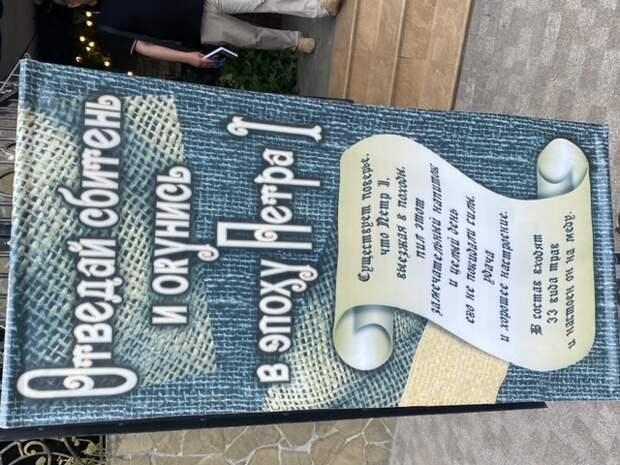 Отведай сбитень
и окунись
в эпоху Петра I
Существует поверье,
что Петр I,
выезжая в походы,
пил этот
замечательный напиток
и целый день
его не покидали силы,
удача
и хорошее настроение.
В состав входят
33 вида трав
и настоен он на меду.